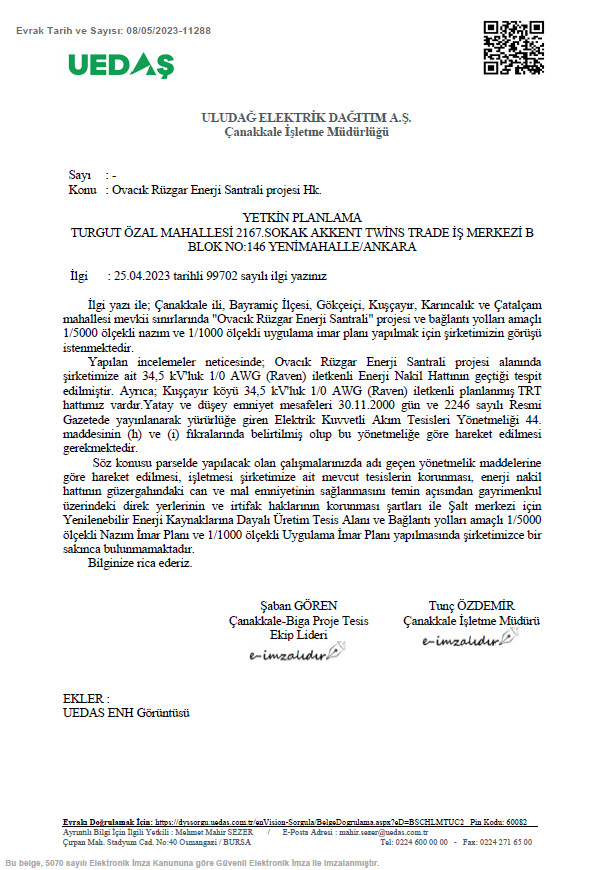 Evrak Tarih ve Sayısı: 08/05/2023-11288
UEDAŞ
ULUDAĞ ELEKTRİK DAĞITIM A.Ş.
Çanakkale İşletme Müdürlüğü
Sayı : -
Konu : Ovacık Rüzgar Enerji Santrali projesi Hk.
YETKİN PLANLAMA
TURGUT ÖZAL MAHALLESİ 2167.SOKAK AKKENT TWİNS TRADE İŞ MERKEZİ B
BLOK NO:146 YENİMAHALLE/ANKARA
İlgi : 25.04.2023 tarihli 99702 sayılı ilgi yazınız
İlgi yazı ile; Çanakkale ili, Bayramiç İlçesi, Gökçeiçi, Kuşçayır, Karıncalık ve Çatalçam
mahallesi mevkii sınırlarında "Ovacık Rüzgar Enerji Santrali" projesi ve bağlantı yolları amaçlı
1/5000 ölçekli nazım ve 1/1000 ölçekli uygulama imar planı yapılmak için şirketimizin görüşü
istenmektedir.
Yapılan incelemeler neticesinde; Ovacık Rüzgar Enerji Santrali projesi alanında
şirketimize ait 34,5 kV'luk 1/0 AWG (Raven) iletkenli Enerji Nakil Hattının geçtiği tespit
edilmiştir. Ayrıca; Kuşçayır köyü 34,5 kV'luk 1/0 AWG (Raven) iletkenli planlanmış TRT
hattımız vardır.Yatay ve düşey emniyet mesafeleri 30.11.2000 gün ve 2246 sayılı Resmi
Gazetede yayınlanarak yürürlüğe giren Elektrik Kuvvetli Akım Tesisleri Yönetmeliği 44.
maddesinin (h) ve (i) fıkralarında belirtilmiş olup bu yönetmeliğe göre hareket edilmesi
gerekmektedir.
Söz konusu parselde yapılacak olan çalışmalarınızda adı geçen yönetmelik maddelerine
göre hareket edilmesi, işletmesi şirketimize ait mevcut tesislerin korunması, enerji nakil
hattının güzergahındaki can ve mal emniyetinin sağlanmasını temin açısından gayrimenkul
üzerindeki direk yerlerinin ve irtifak haklarının korunması şartları ile Şalt merkezi için
Yenilenebilir Enerji Kaynaklarına Dayalı Üretim Tesis Alanı ve Bağlantı yolları amaçlı 1/5000
ölçekli Nazım İmar Planı ve 1/1000 ölçekli Uygulama İmar Planı yapılmasında şirketimizce bir
sakınca bulunmamaktadır.
Bilginize rica ederiz.
Şaban GÖREN
Çanakkale-Biga Proje Tesis
Ekip Lideri
e-imzalıdır
Tunç ÖZDEMİR
Çanakkale İşletme Müdürü
e-imzalıdır
EKLER :
UEDAS ENH Görüntüsü
Evrakı Doğrulamak İçin: https://dyssorgu.uedas.com.tr/enVision-Sorgula/BelgeDogrulama.aspx?eD=BSCHLMTUC2 Pin Kodu: 60082
Ayrıntılı Bilgi İçin İlgili Yetkili : Mehmet Mahir SEZER / E-Posta Adresi : mahir.sezer@uedas.com.tr
Çırpan Mah. Stadyum Cad. No:40 Osmangazi / BURSA Tel: 0224 600 00 00 - Fax: 0224 271 65 00
Bu belge, 5070 sayılı Elektronik İmza Kanununa göre Güvenli Elektronik İmza ile İmzalanmıştır.